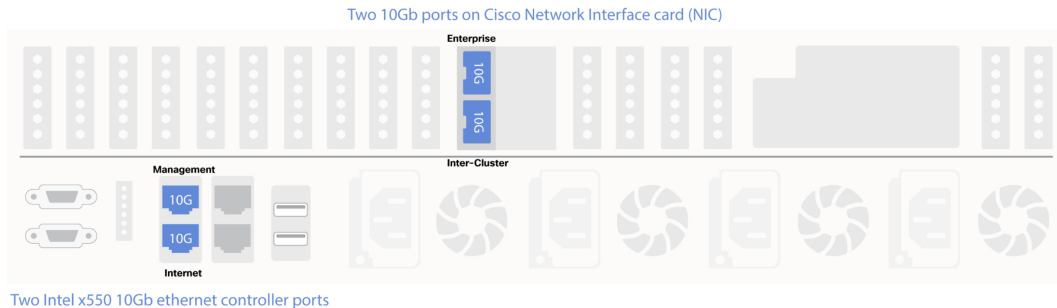 Two 10Gb ports on Cisco Network Interface card (NIC)
Enterprise
10G
10G
Inter-Cluster
Management
10G
10G
Internet
Two Intel x550 10Gb ethernet controller ports